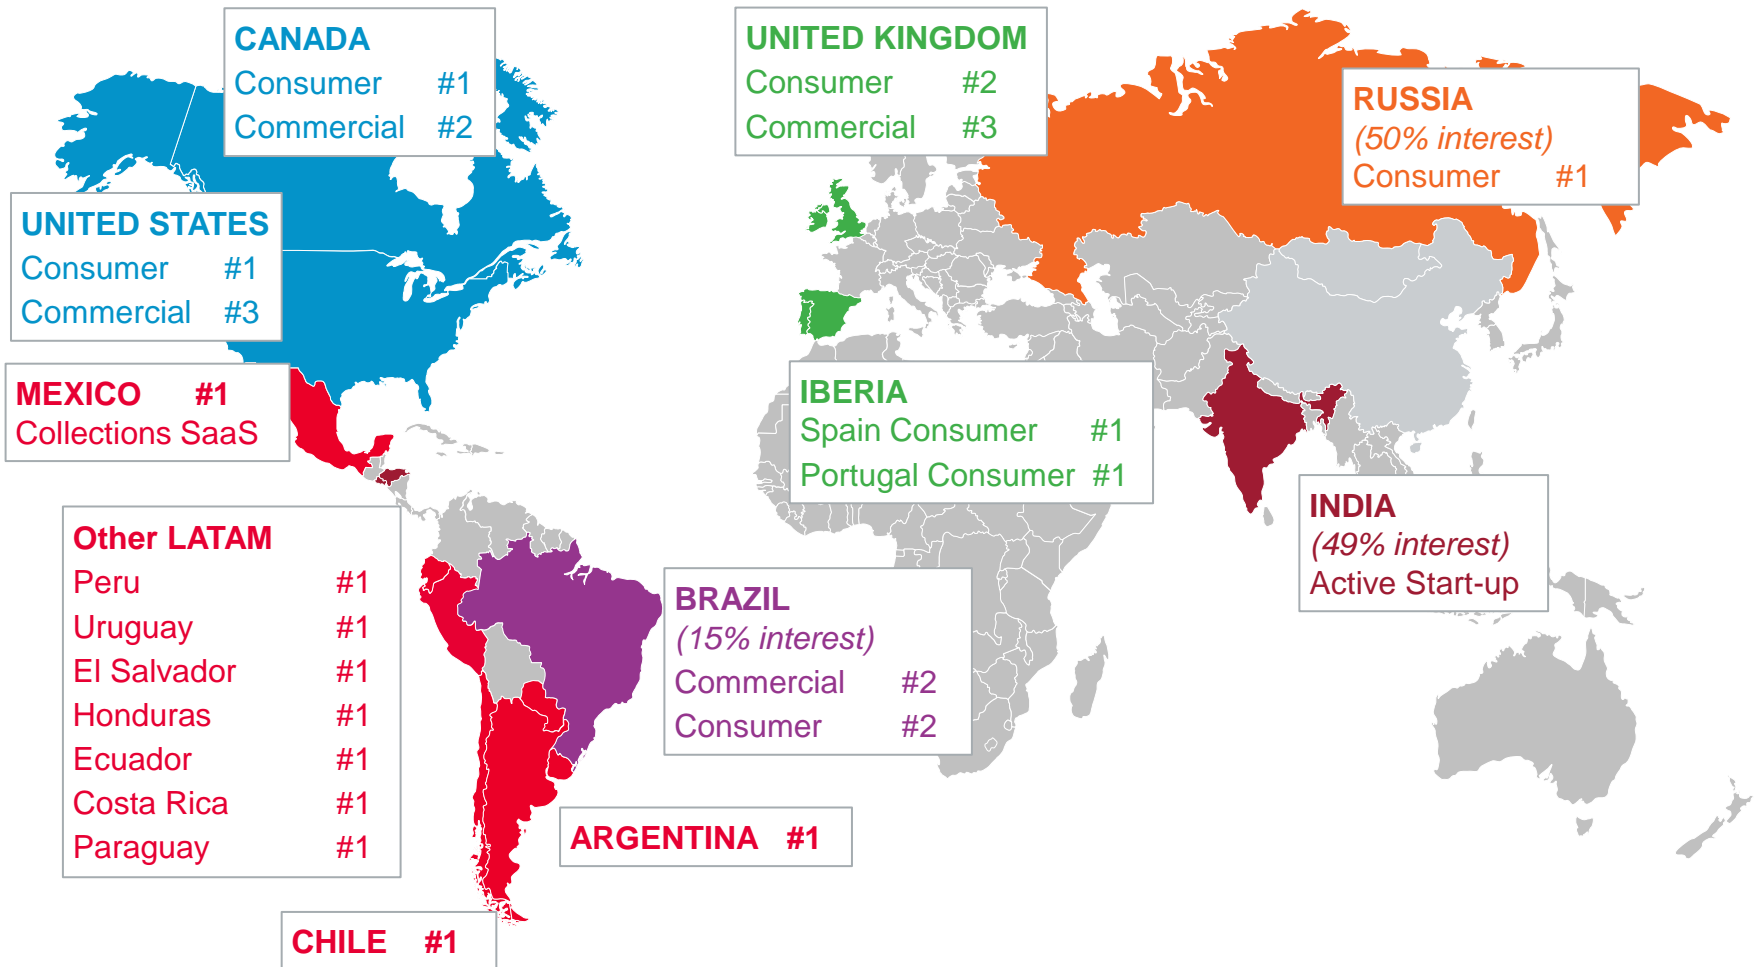 CANADA
Consumer #1
Commercial #2
UNITED STATES
Consumer #1
Commercial #3
MEXICO #1
Collections SaaS
Other LATAM
Peru #1
Uruguay #1
El Salvador #1
Honduras #1
Ecuador #1
Costa Rica #1
Paraguay #1
CHILE #1
ARGENTINA #1
BRAZIL
(15% interest)
Commercial #2
Consumer #2
UNITED KINGDOM
Consumer #2
Commercial #3
IBERIA
Spain Consumer #1
Portugal Consumer #1
RUSSIA
(50% interest)
Consumer #1
INDIA
(49% interest)
Active Start-up